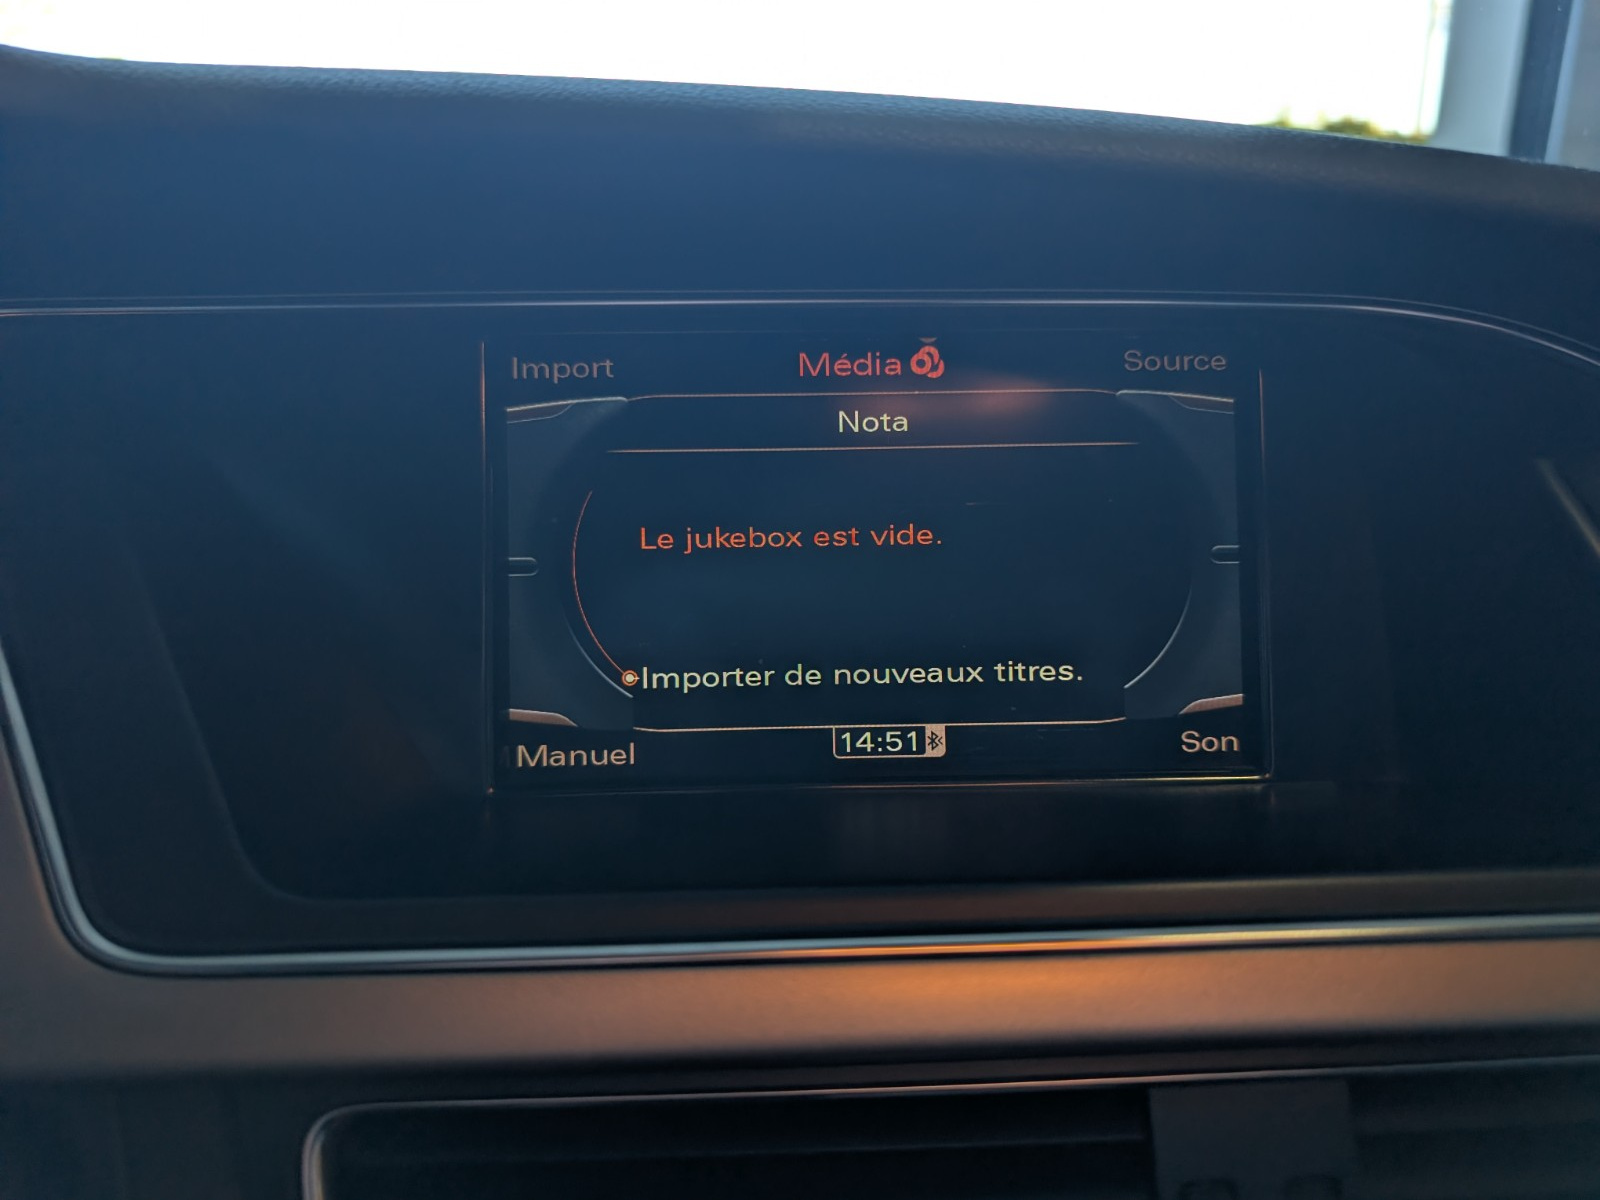 Import Média Source
Nota
Le jukebox est vide.
Importer de nouveaux titres.
Manuel 14:51 Son